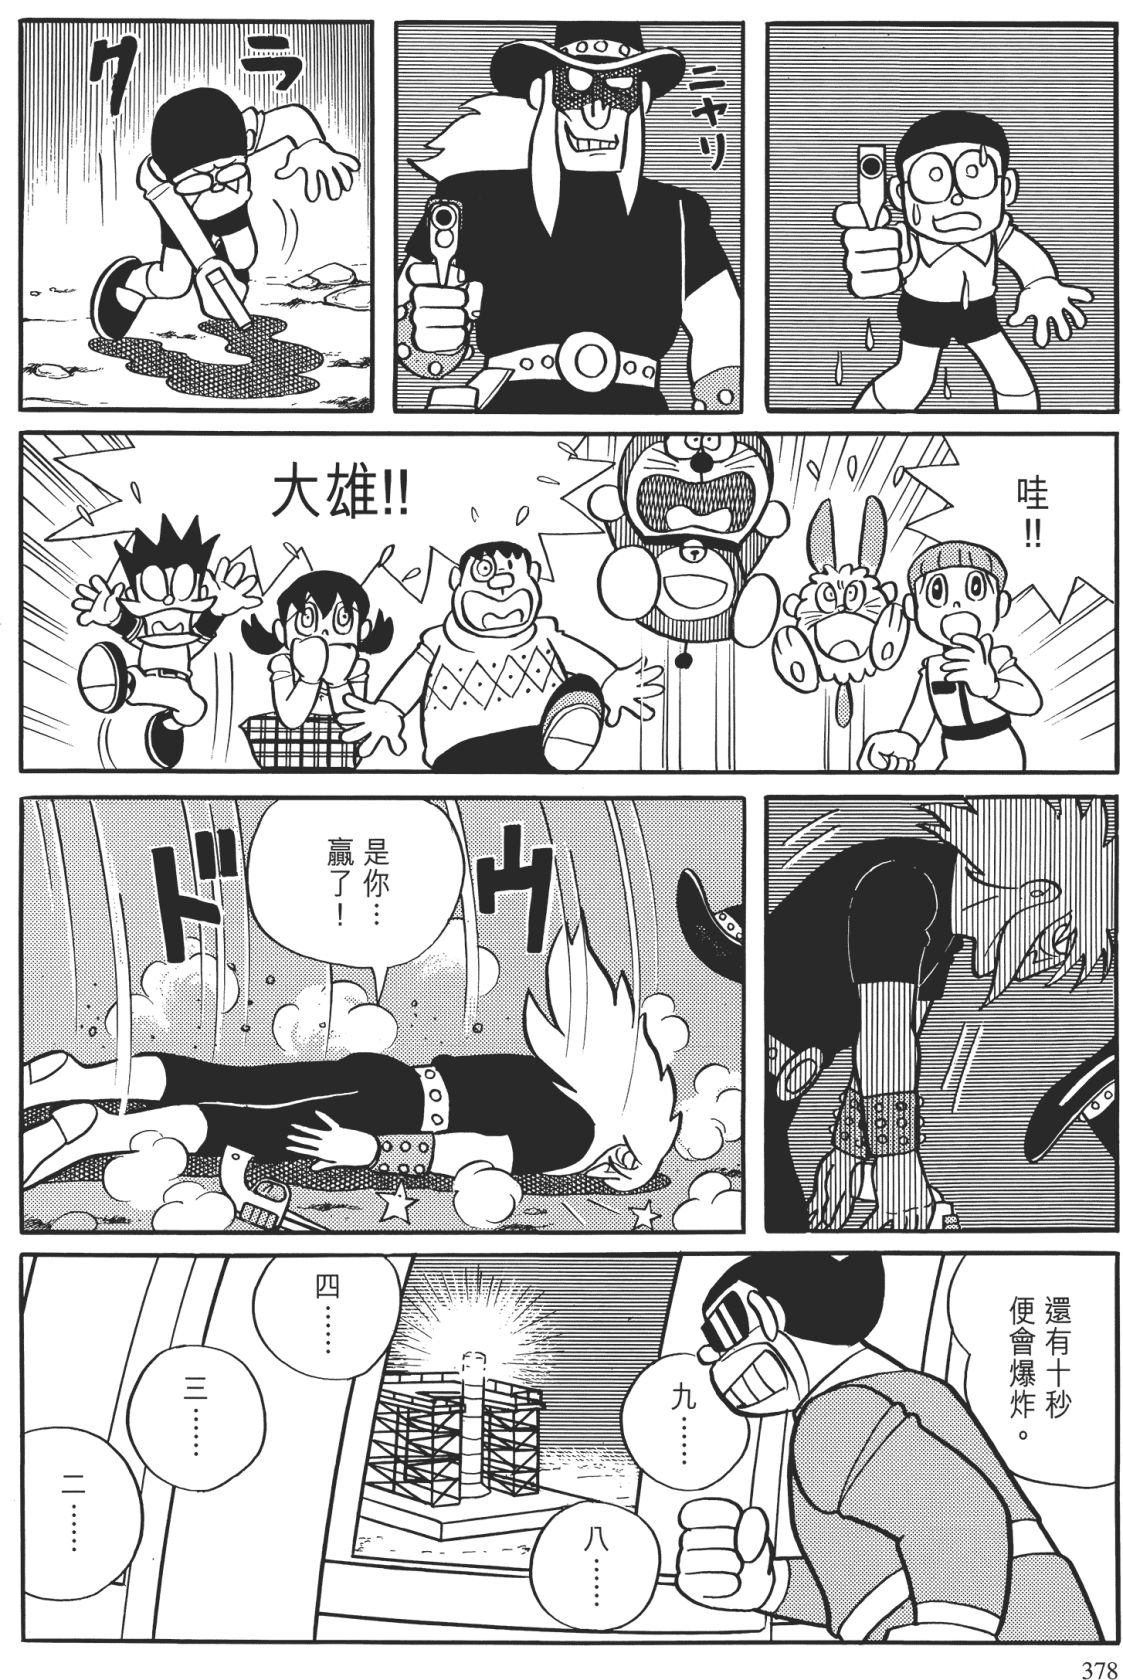 ニヤリ
クラ
哇!!
大雄!!
是你…
贏了!
ドッ
還有十秒
便會爆炸。
九……
八……
四……
三……
二……
378